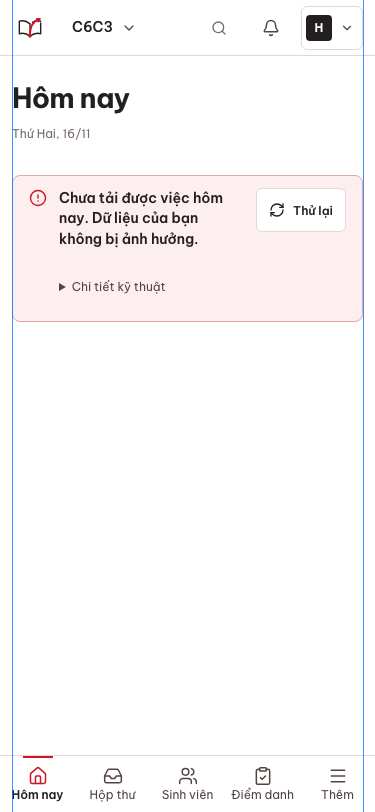 C6C3
H
Hôm nay
Thứ Hai, 16/11
Chưa tải được việc hôm
nay. Dữ liệu của bạn
không bị ảnh hưởng.
Thử lại
Chi tiết kỹ thuật
Hôm nay
Hộp thư
Sinh viên
Điểm danh
Thêm